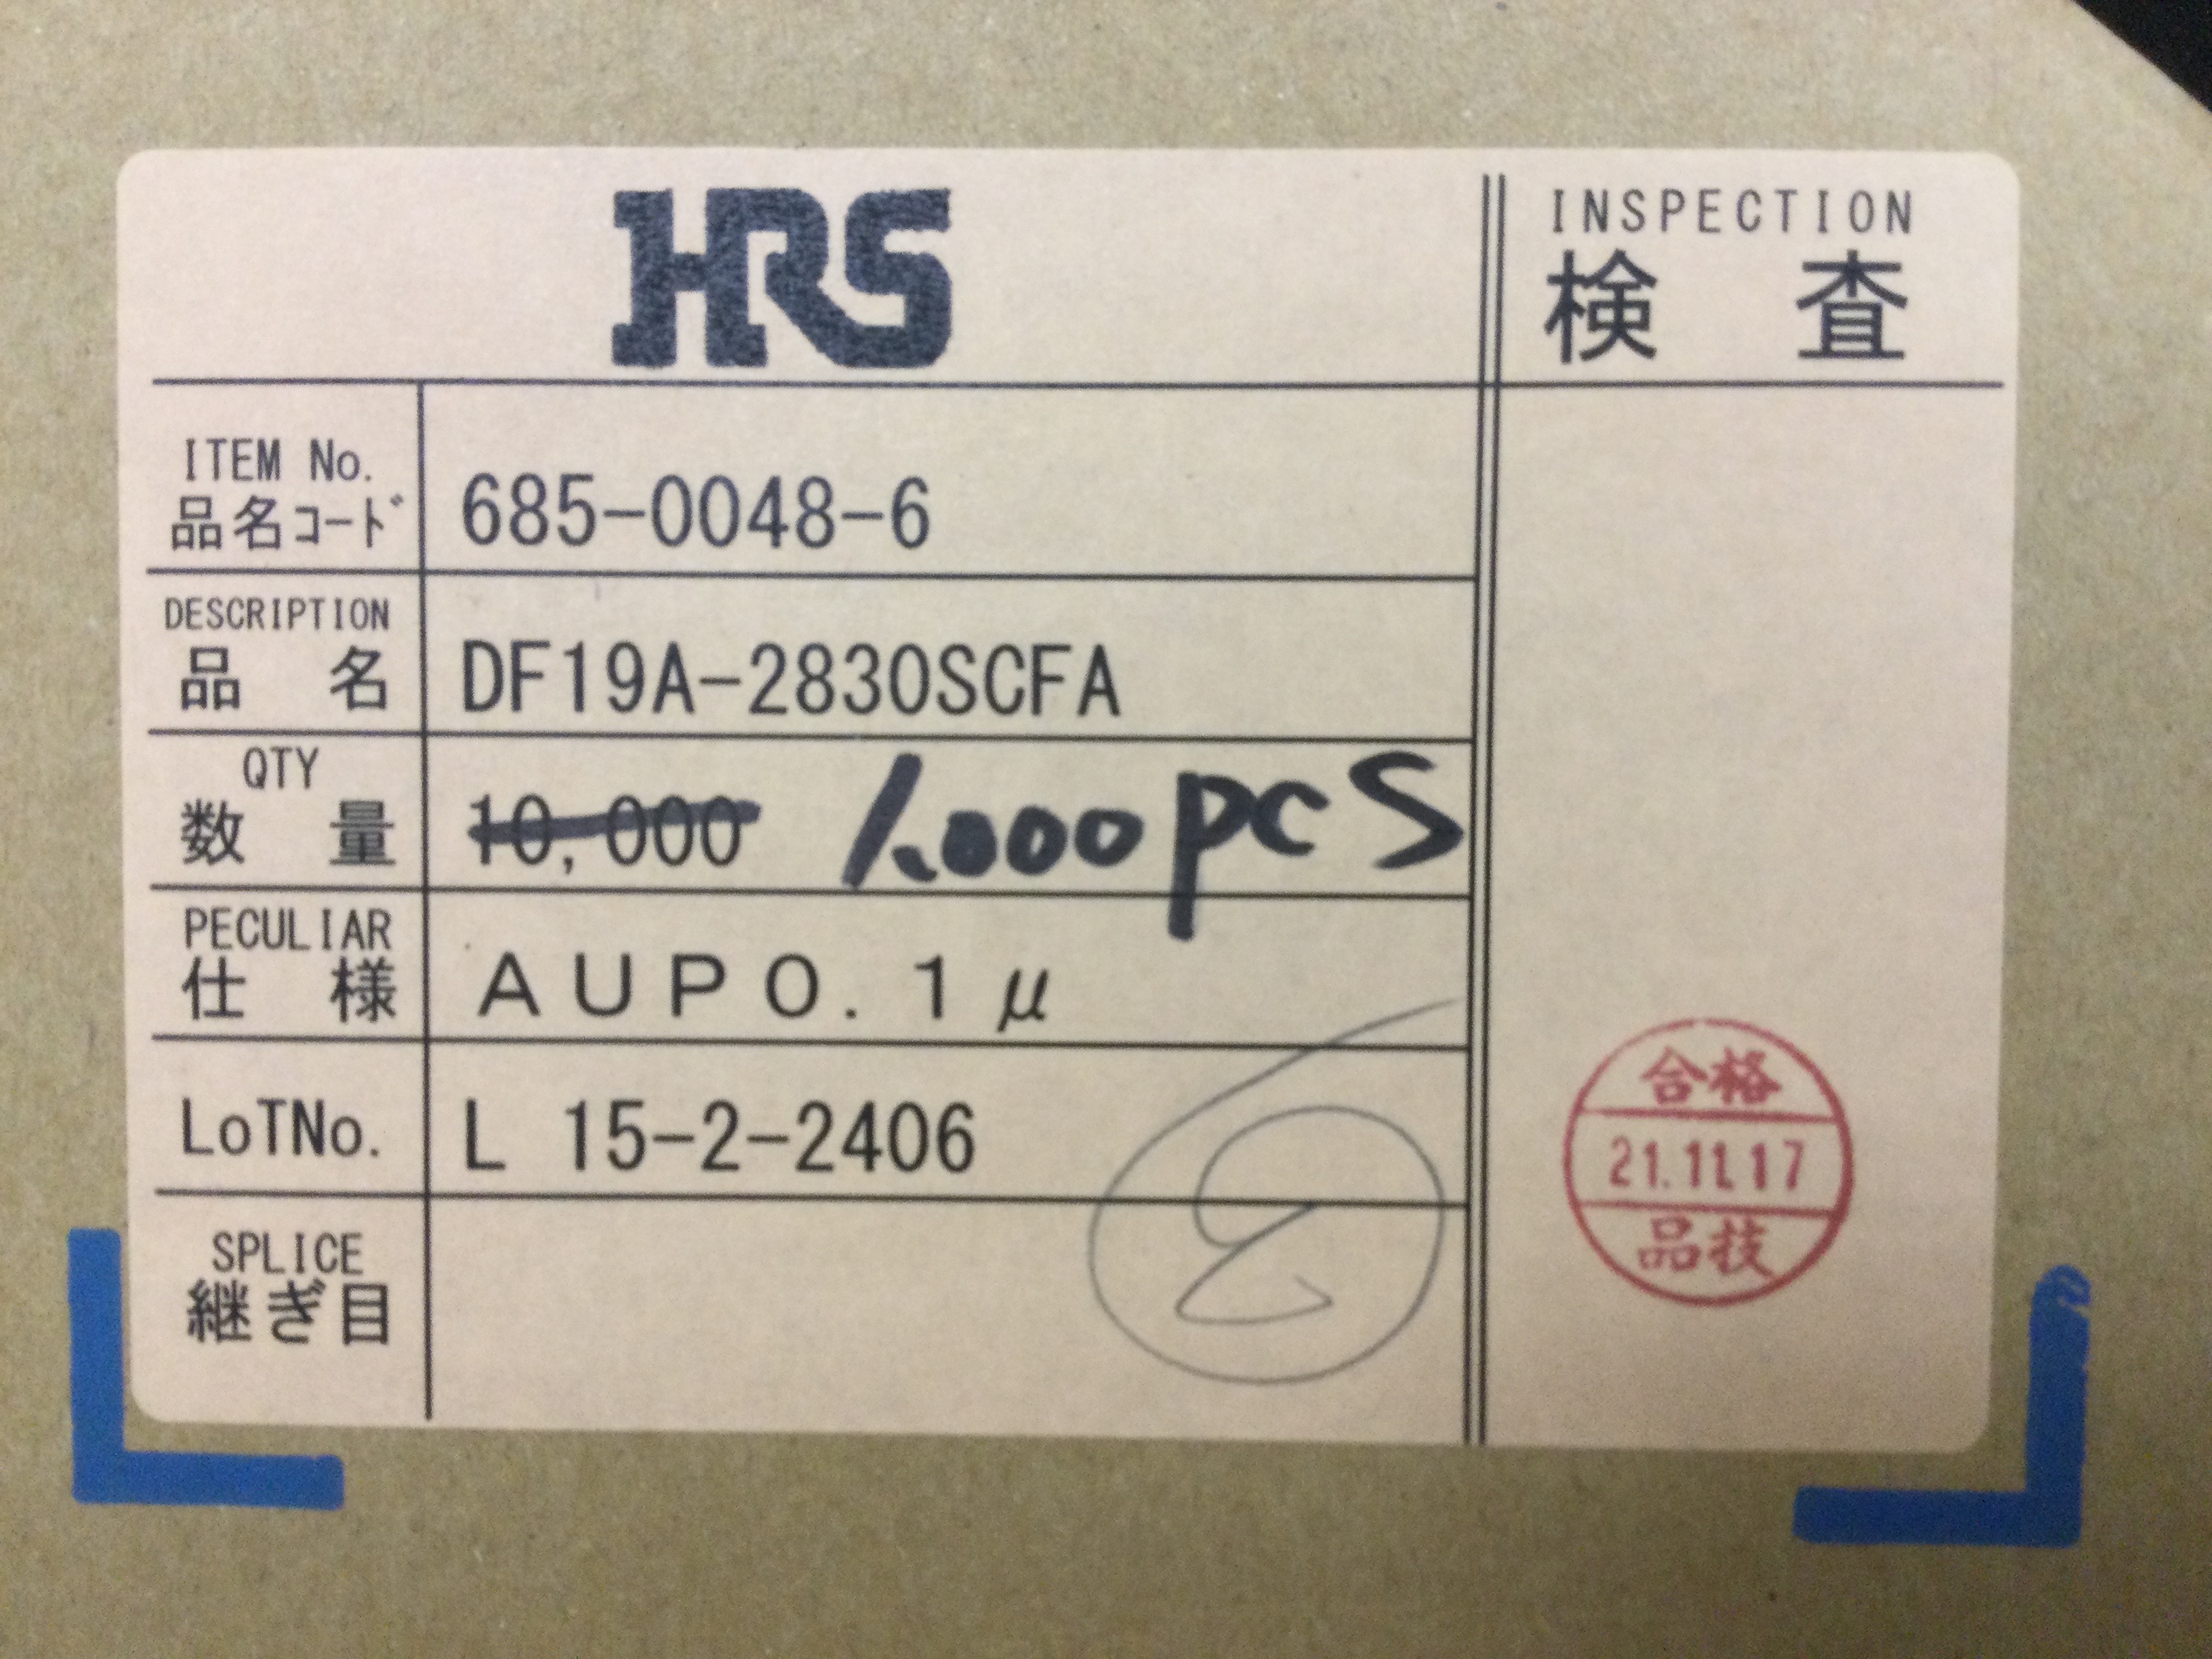 HRS
INSPECTION
検 査
ITEM No.
品名ｺｰﾄﾞ
685-0048-6
DESCRIPTION
品 名
DF19A-2830SCFA
QTY
数 量
10,000 1.000 pcs
PECULIAR
仕 様
AUP0.1μ
LoTNo.
L 15-2-2406
SPLICE
継ぎ目
合格
21.11.17
品技